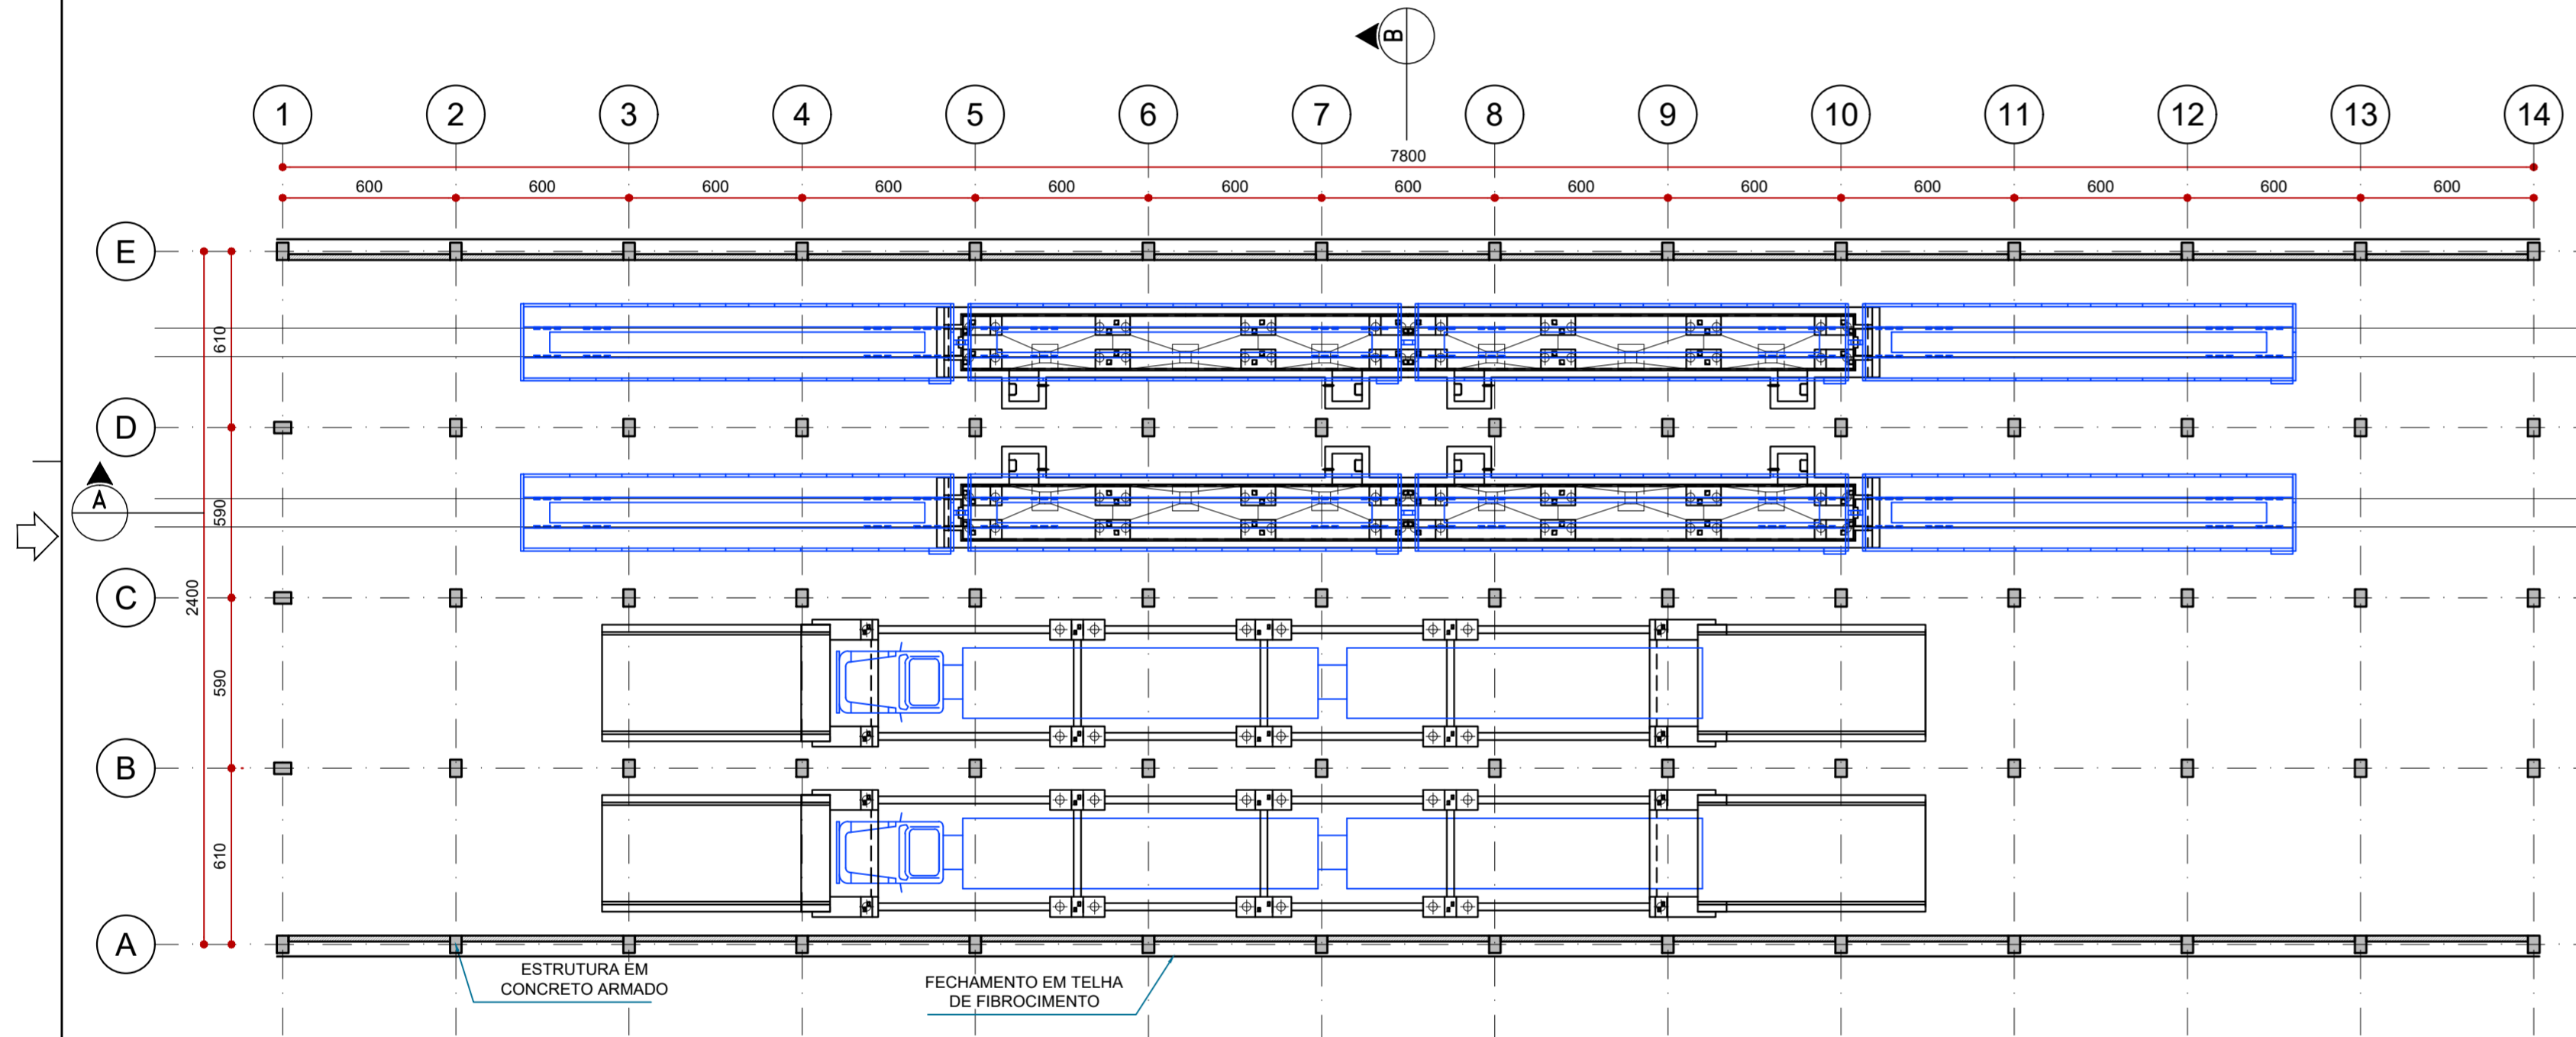 B
1 2 3 4 5 6 7 8 9 10 11 12 13 14
7800
600 600 600 600 600 600 600 600 600 600 600 600 600
E
610
D
A
590
C
2400
590
B
610
A
ESTRUTURA EM
CONCRETO ARMADO
FECHAMENTO EM TELHA
DE FIBROCIMENTO